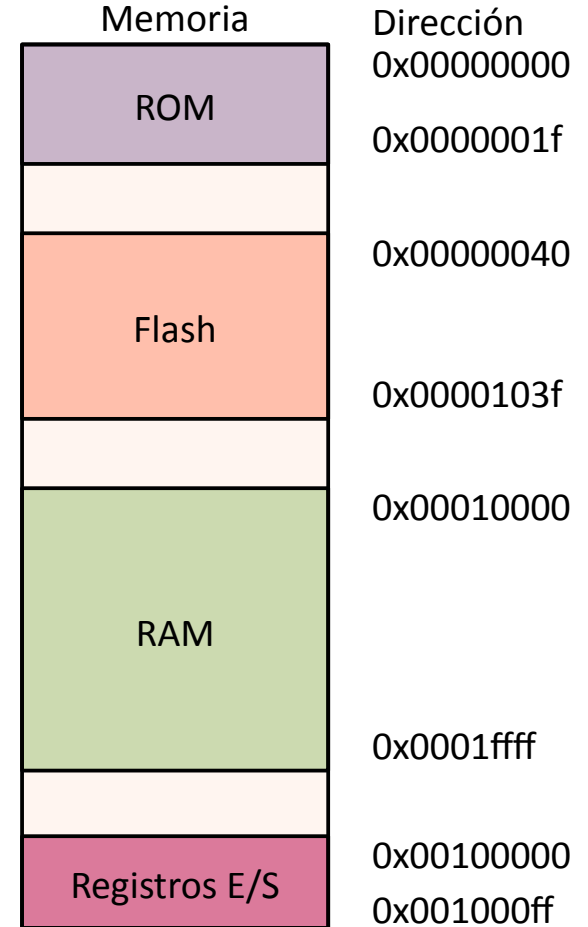 Memoria Dirección
0x00000000
ROM
0x0000001f
0x00000040
Flash
0x0000103f
0x00010000
RAM
0x0001ffff
0x00100000
Registros E/S
0x001000ff